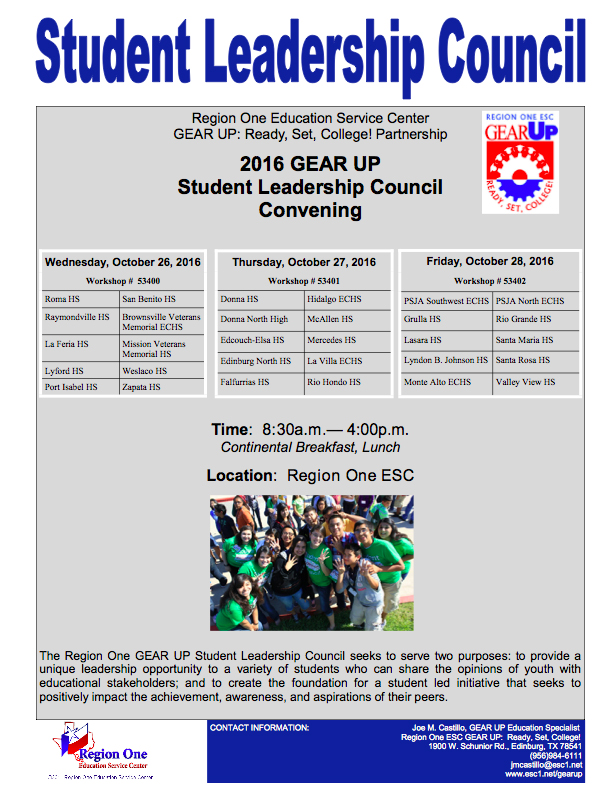 Student Leadership Council
Region One Education Service Center
GEAR UP: Ready, Set, College! Partnership
REGION ONE ESC
GEAR UP
READY, SET, COLLEGE!
2016 GEAR UP
Student Leadership Council
Convening
Wednesday, October 26, 2016
Workshop # 53400
Roma HS San Benito HS
Raymondville HS Brownsville Veterans
Memorial ECHS
La Feria HS Mission Veterans
Memorial HS
Lyford HS Weslaco HS
Port Isabel HS Zapata HS
Thursday, October 27, 2016
Workshop # 53401
Donna HS Hidalgo ECHS
Donna North High McAllen HS
Edcouch-Elsa HS Mercedes HS
Edinburg North HS La Villa ECHS
Falfurrias HS Rio Hondo HS
Friday, October 28, 2016
Workshop # 53402
PSJA Southwest ECHS PSJA North ECHS
Grulla HS Rio Grande HS
Lasara HS Santa Maria HS
Lyndon B. Johnson HS Santa Rosa HS
Monte Alto ECHS Valley View HS
Time: 8:30a.m.— 4:00p.m.
Continental Breakfast, Lunch
Location: Region One ESC
The Region One GEAR UP Student Leadership Council seeks to serve two purposes: to provide a
unique leadership opportunity to a variety of students who can share the opinions of youth with
educational stakeholders; and to create the foundation for a student led initiative that seeks to
positively impact the achievement, awareness, and aspirations of their peers.
Region One
Education Service Center
Region One Education Service Center
CONTACT INFORMATION:
Joe M. Castillo, GEAR UP Education Specialist
Region One ESC GEAR UP: Ready, Set, College!
1900 W. Schunior Rd., Edinburg, TX 78541
(956)984-6111
jmcastillo@esc1.net
www.esc1.net/gearup